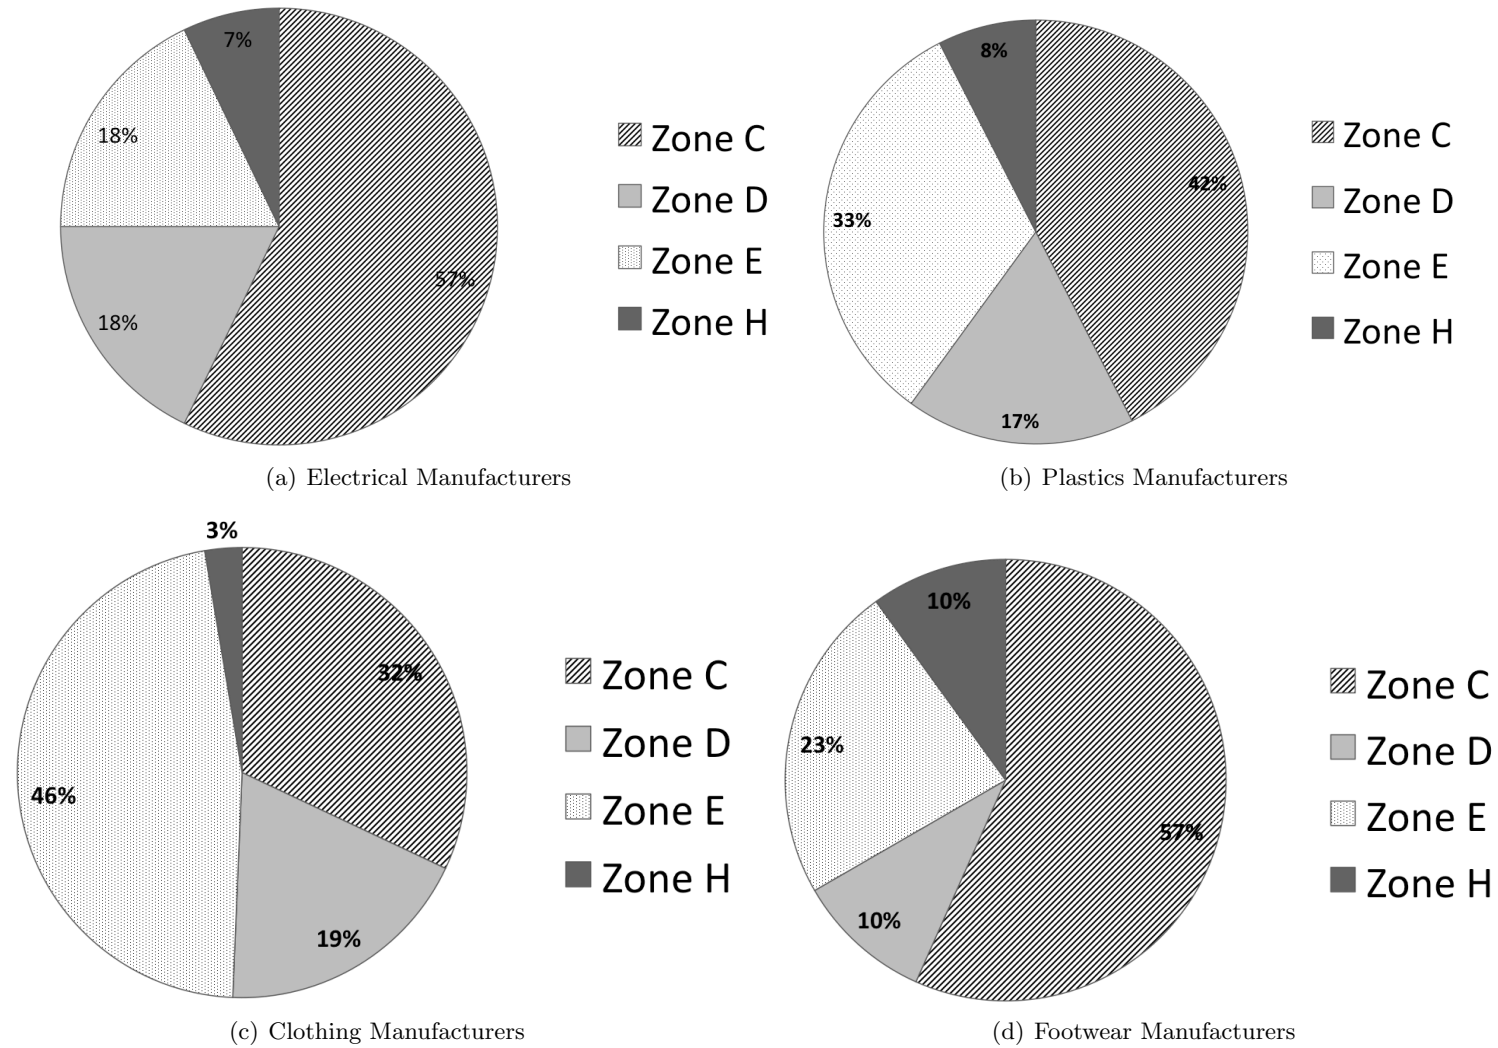 7%
18%
18%
57%
Zone C
Zone D
Zone E
Zone H
(a) Electrical Manufacturers
8%
42%
33%
17%
Zone C
Zone D
Zone E
Zone H
(b) Plastics Manufacturers
3%
32%
46%
19%
Zone C
Zone D
Zone E
Zone H
(c) Clothing Manufacturers
10%
23%
57%
10%
Zone C
Zone D
Zone E
Zone H
(d) Footwear Manufacturers